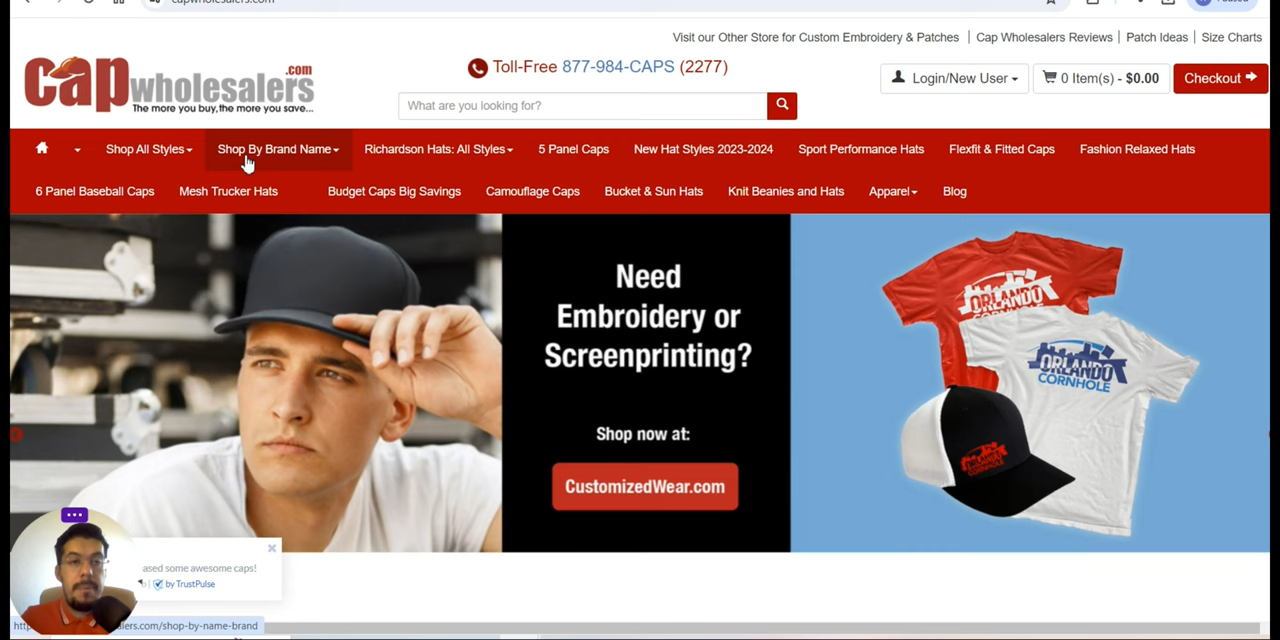 capwholesalers.com
Visit our Other Store for Custom Embroidery & Patches | Cap Wholesalers Reviews | Patch Ideas | Size Charts
cap wholesalers .com
The more you buy, the more you save...
Toll-Free 877-984-CAPS (2277)
What are you looking for?
Login/New User
0 Item(s) - $0.00
Checkout
Shop All Styles
Shop By Brand Name
Richardson Hats: All Styles
5 Panel Caps
New Hat Styles 2023-2024
Sport Performance Hats
Flexfit & Fitted Caps
Fashion Relaxed Hats
6 Panel Baseball Caps
Mesh Trucker Hats
Budget Caps Big Savings
Camouflage Caps
Bucket & Sun Hats
Knit Beanies and Hats
Apparel
Blog
Need
Embroidery or
Screenprinting?
Shop now at:
CustomizedWear.com
ORLANDO
CORNHOLE
ORLANDO
CORNHOLE
ased some awesome caps!
by TrustPulse
lers.com/shop-by-name-brand